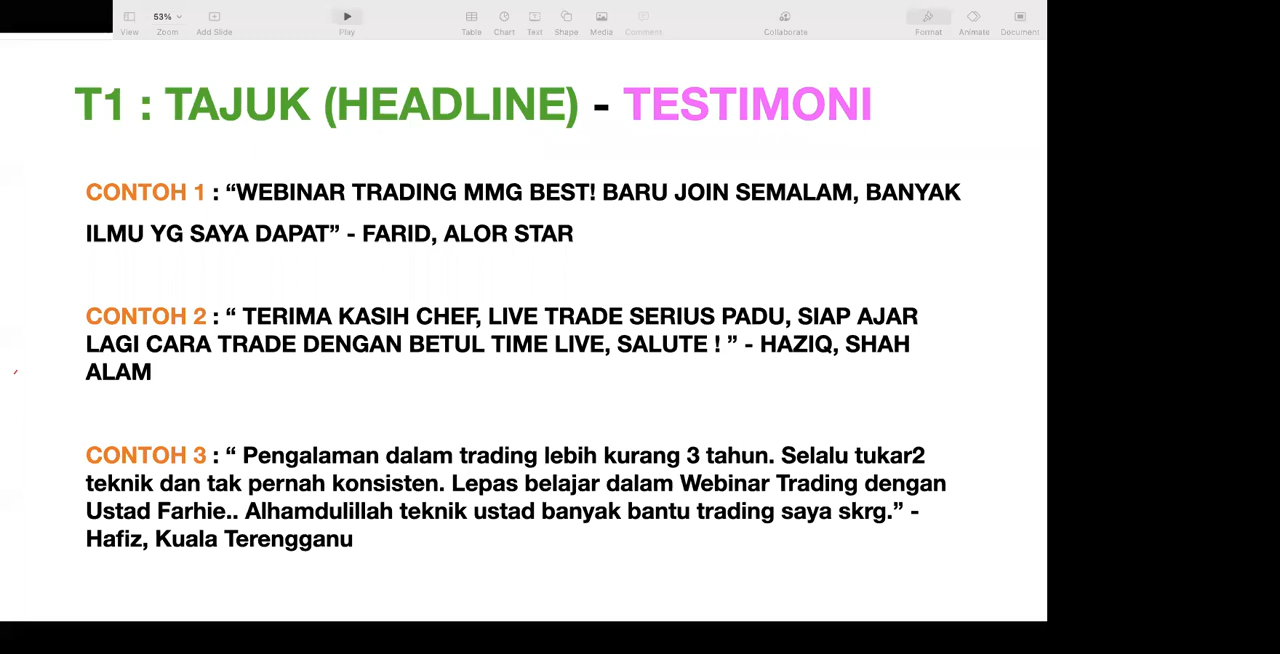 53%
View Zoom Add Slide Play Table Chart Text Shape Media Comment Collaborate Format Animate Document
T1 : TAJUK (HEADLINE) - TESTIMONI
CONTOH 1 : “WEBINAR TRADING MMG BEST! BARU JOIN SEMALAM, BANYAK
ILMU YG SAYA DAPAT” - FARID, ALOR STAR
CONTOH 2 : “ TERIMA KASIH CHEF, LIVE TRADE SERIUS PADU, SIAP AJAR
LAGI CARA TRADE DENGAN BETUL TIME LIVE, SALUTE ! ” - HAZIQ, SHAH
ALAM
CONTOH 3 : “ Pengalaman dalam trading lebih kurang 3 tahun. Selalu tukar2
teknik dan tak pernah konsisten. Lepas belajar dalam Webinar Trading dengan
Ustad Farhie.. Alhamdulillah teknik ustad banyak bantu trading saya skrg.” -
Hafiz, Kuala Terengganu